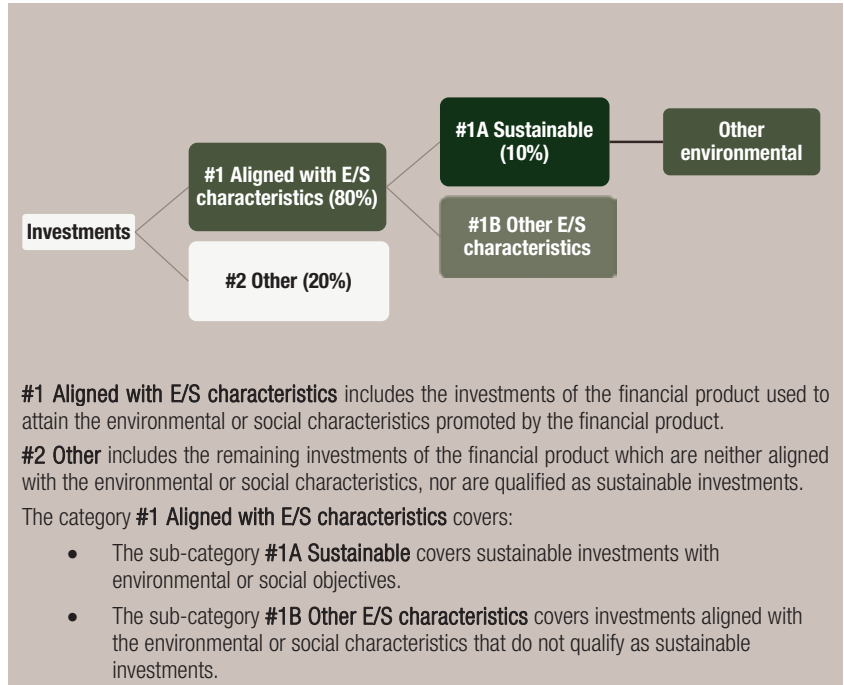 #1A Sustainable
(10%)
Other
environmental
#1 Aligned with E/S
characteristics (80%)
#1B Other E/S
characteristics
Investments
#2 Other (20%)
#1 Aligned with E/S characteristics includes the investments of the financial product used to
attain the environmental or social characteristics promoted by the financial product.
#2 Other includes the remaining investments of the financial product which are neither aligned
with the environmental or social characteristics, nor are qualified as sustainable investments.
The category #1 Aligned with E/S characteristics covers:
• The sub-category #1A Sustainable covers sustainable investments with
environmental or social objectives.
• The sub-category #1B Other E/S characteristics covers investments aligned with
the environmental or social characteristics that do not qualify as sustainable
investments.